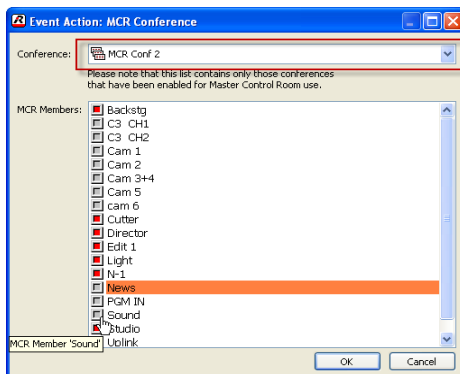 Event Action: MCR Conference
Conference: MCR Conf 2
Please note that this list contains only those conferences
that have been enabled for Master Control Room use.
MCR Members: Backstg
C3 CH1
C3 CH2
Cam 1
Cam 2
Cam 3+4
Cam 5
cam 6
Cutter
Director
Edit 1
Light
N-1
News
PGM IN
Sound
Studio
MCR Member 'Sound' Uplink
OK Cancel